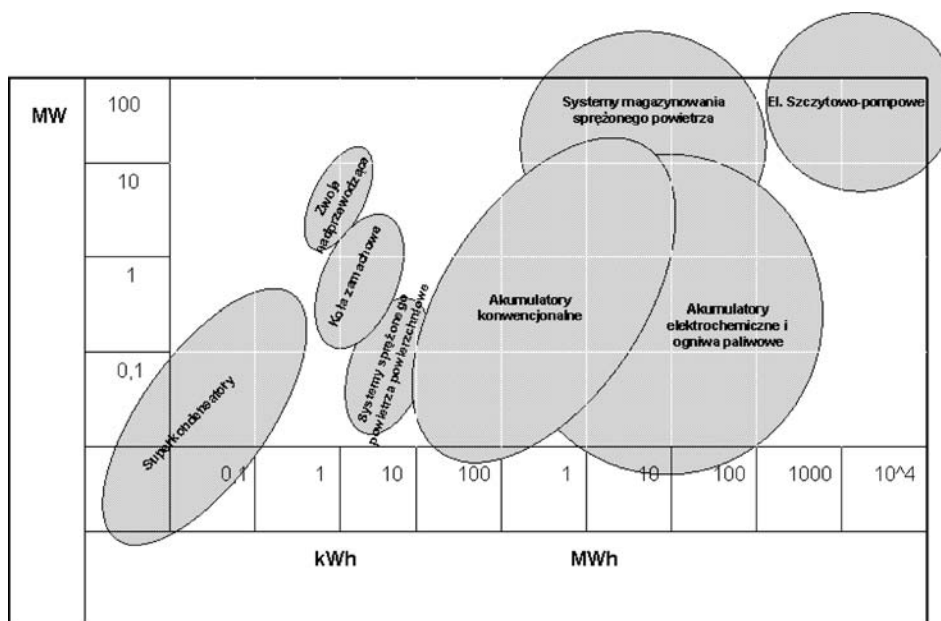 MW
100
10
1
0,1
Systemy magazynowania
sprężonego powietrza
El. Szczytowo-pompowe
Zwoje
nadprzewodzące
Koła zamachowe
Systemy sprężonego
powietrza powierzchniowe
Akumulatory
konwencjonalne
Akumulatory
elektrochemiczne i
ogniwa paliwowe
Superkondensatory
0,1 1 10 100 1 10 100 1000 10^4
kWh MWh